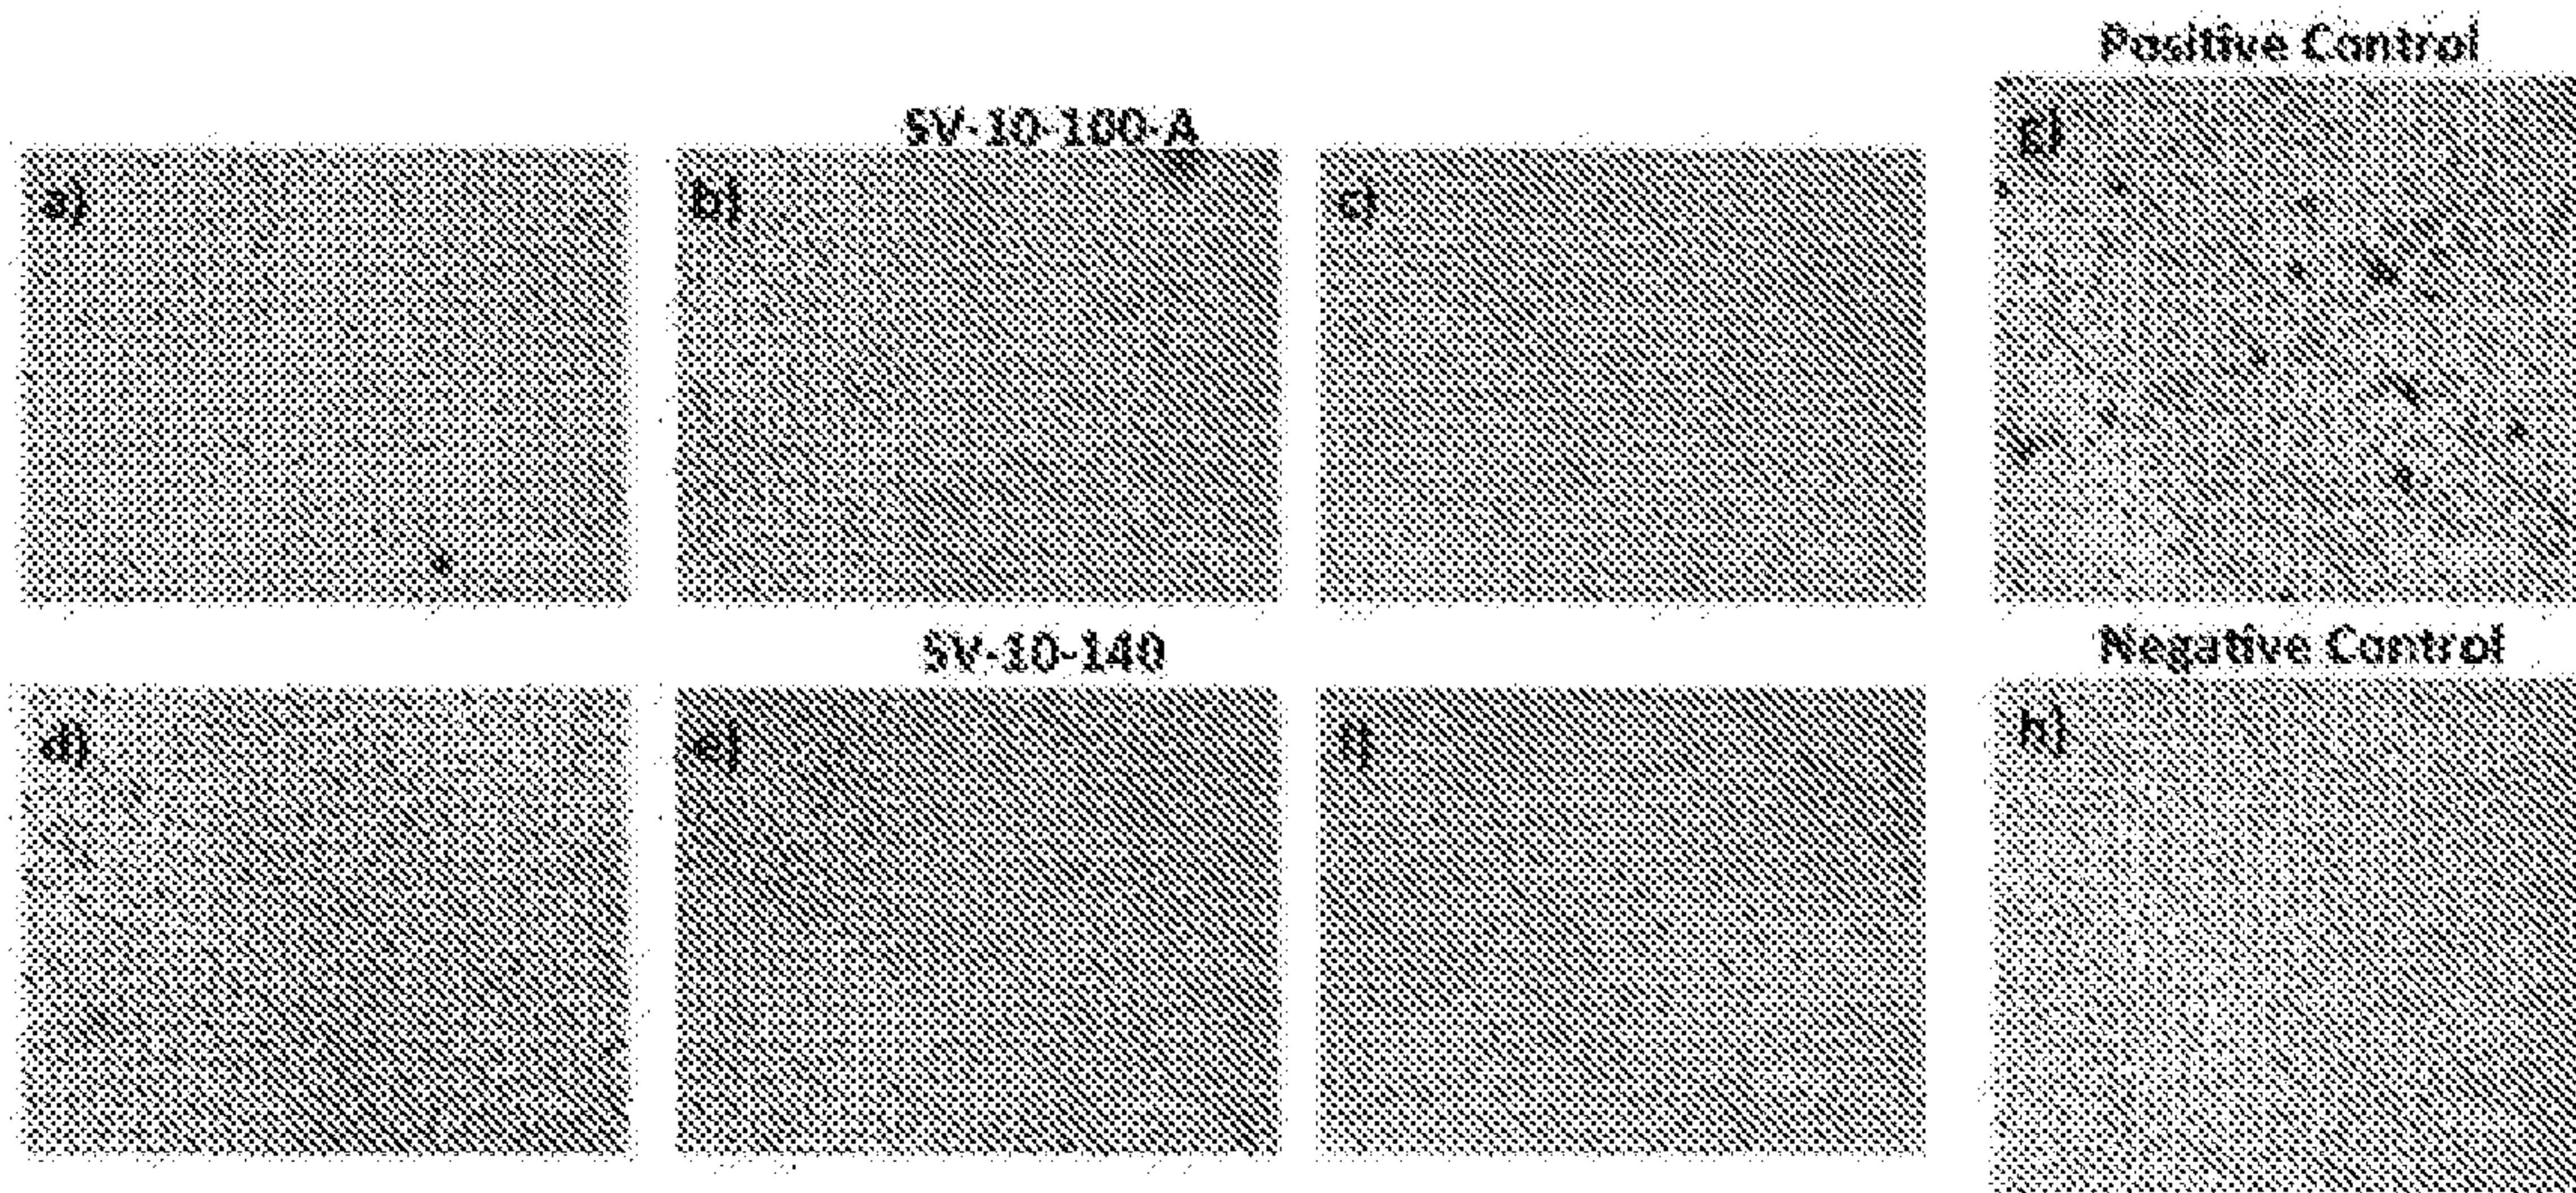 Positive Control
SV-10-100-A
a)
b)
c)
g)
SV-10-140
Negative Control
d)
e)
f)
h)